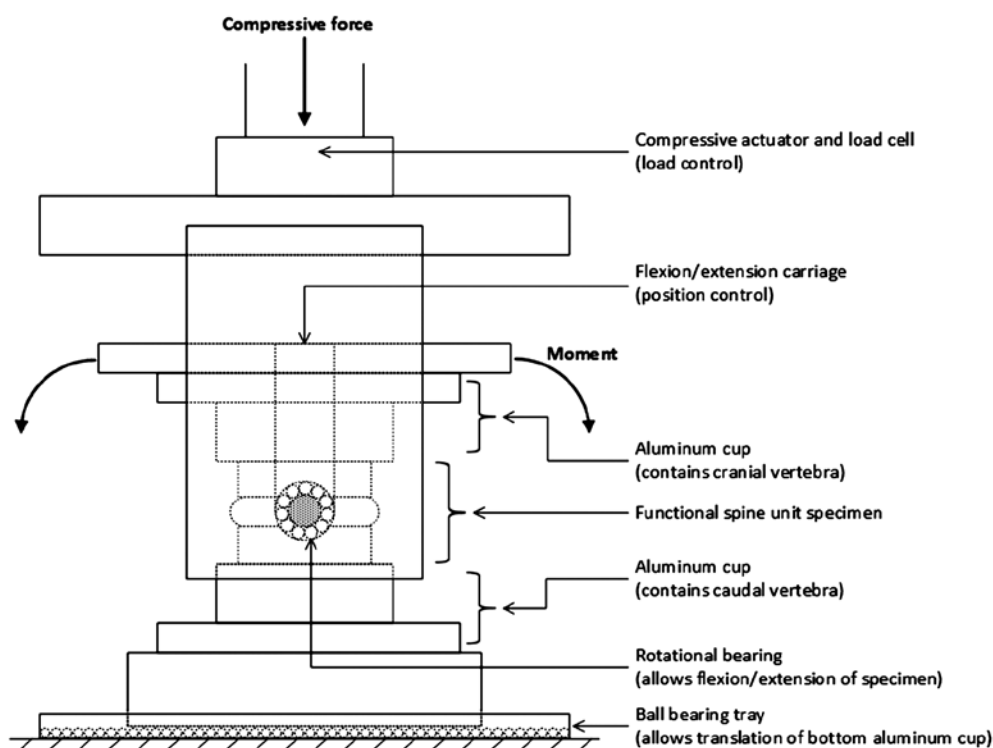 Compressive force
Compressive actuator and load cell
(load control)
Flexion/extension carriage
(position control)
Moment
Aluminum cup
(contains cranial vertebra)
Functional spine unit specimen
Aluminum cup
(contains caudal vertebra)
Rotational bearing
(allows flexion/extension of specimen)
Ball bearing tray
(allows translation of bottom aluminum cup)